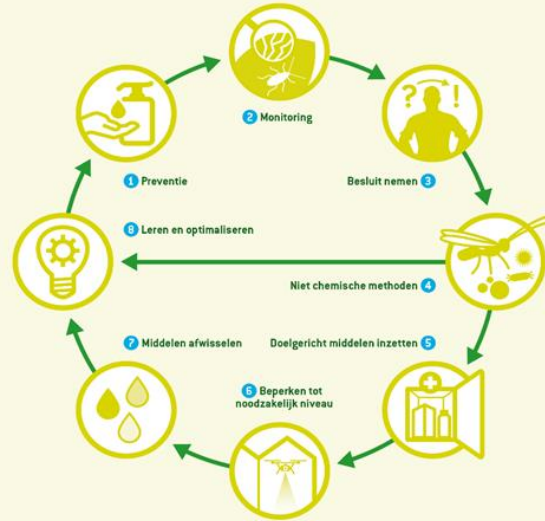 2 Monitoring
1 Preventie
Besluit nemen 3
8 Leren en optimaliseren
Niet chemische methoden 4
7 Middelen afwisselen
Doelgericht middelen inzetten 5
6 Beperken tot
noodzakelijk niveau
? !